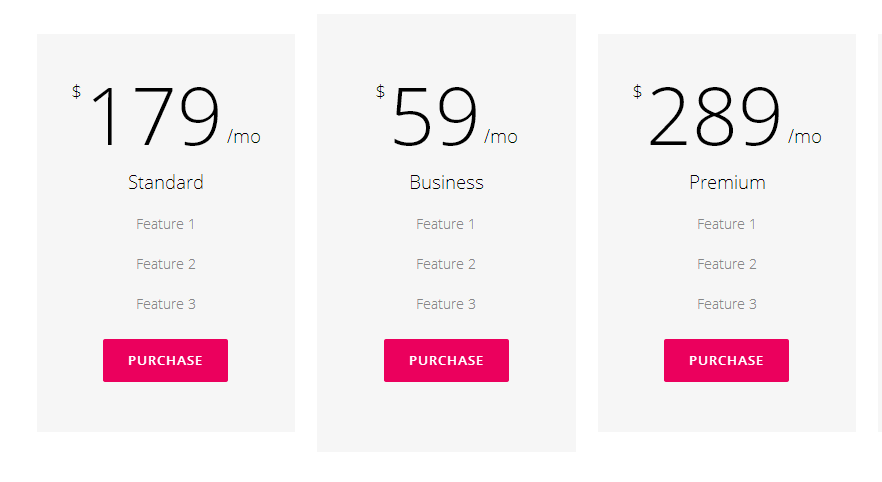 $ 179 /mo
Standard
Feature 1
Feature 2
Feature 3
PURCHASE
$ 59 /mo
Business
Feature 1
Feature 2
Feature 3
PURCHASE
$ 289 /mo
Premium
Feature 1
Feature 2
Feature 3
PURCHASE